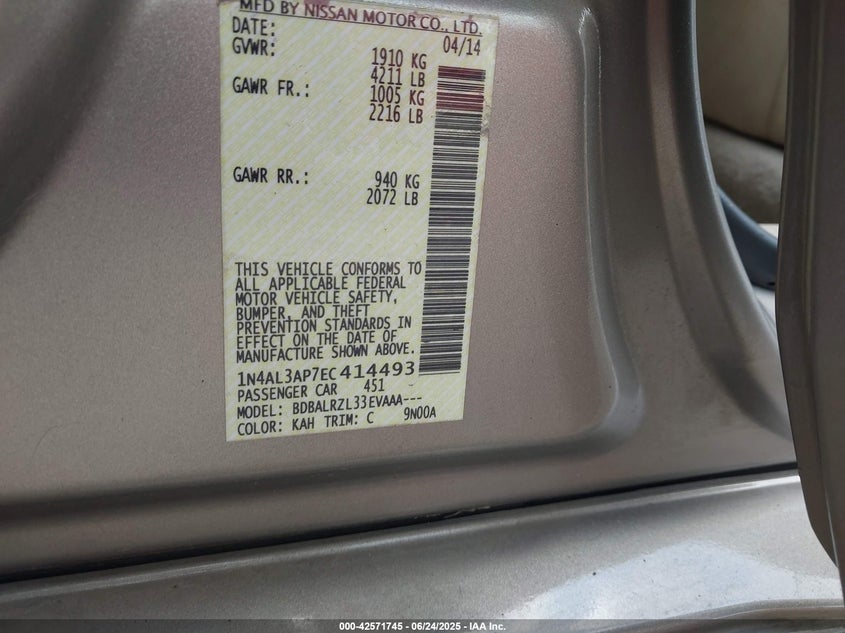 MFD BY NISSAN MOTOR CO., LTD.
DATE: 04/14
GVWR: 1910 KG
4211 LB
GAWR FR.: 1005 KG
2216 LB
GAWR RR.: 940 KG
2072 LB
THIS VEHICLE CONFORMS TO
ALL APPLICABLE FEDERAL
MOTOR VEHICLE SAFETY,
BUMPER, AND THEFT
PREVENTION STANDARDS IN
EFFECT ON THE DATE OF
MANUFACTURE SHOWN ABOVE.
1N4AL3AP7EC414493
PASSENGER CAR 451
MODEL: BDBALRZL33EVAAA---
COLOR: KAH TRIM: C 9N00A
000-42571745 - 06/24/2025 - IAA Inc.